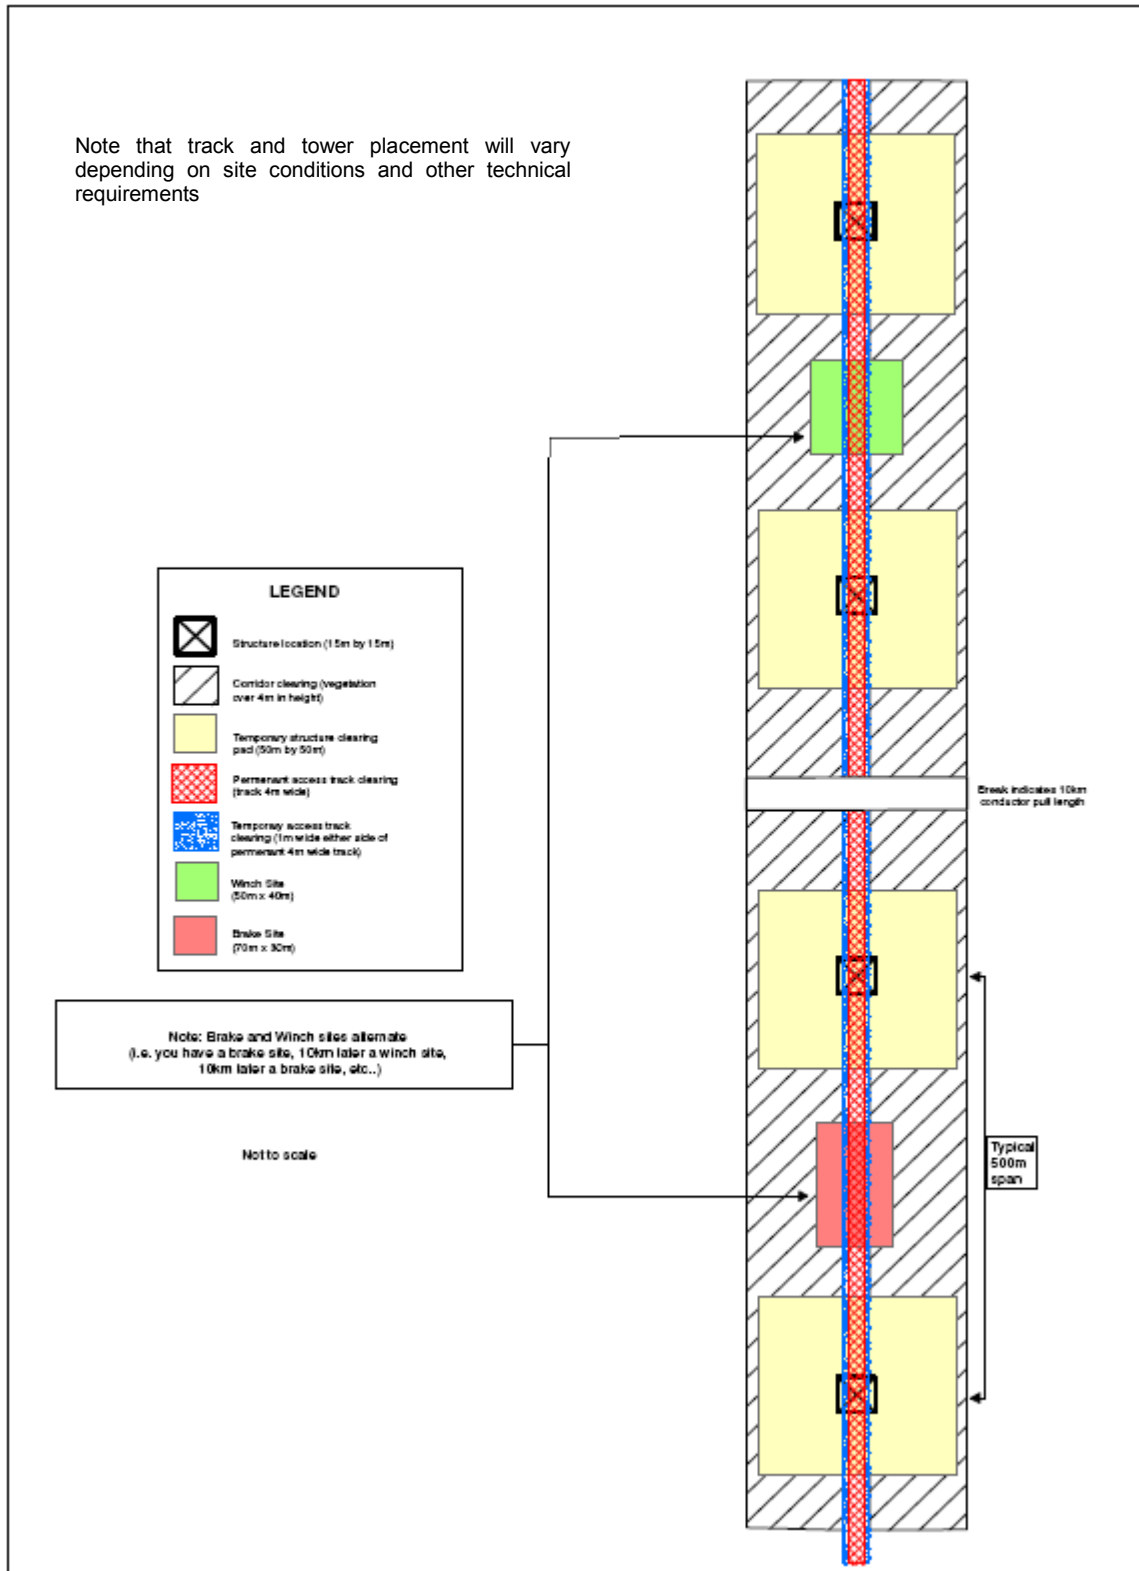 Note that track and tower placement will vary
depending on site conditions and other technical
requirements
LEGEND
Structure location (15m by 15m)
Corridor clearing (vegetation
over 4m in height)
Temporary structure clearing
pad (50m by 50m)
Permenant access track clearing
(track 4m wide)
Temporary access track
clearing (1m wide either side of
permenant 4m wide track)
Winch Site
(50m x 40m)
Brake Site
(70m x 30m)
Break indicates 10km
conductor pull length
Note: Brake and Winch sites alternate
(i.e. you have a brake site, 10km later a winch site,
10km later a brake site, etc..)
Not to scale
Typical
500m
span